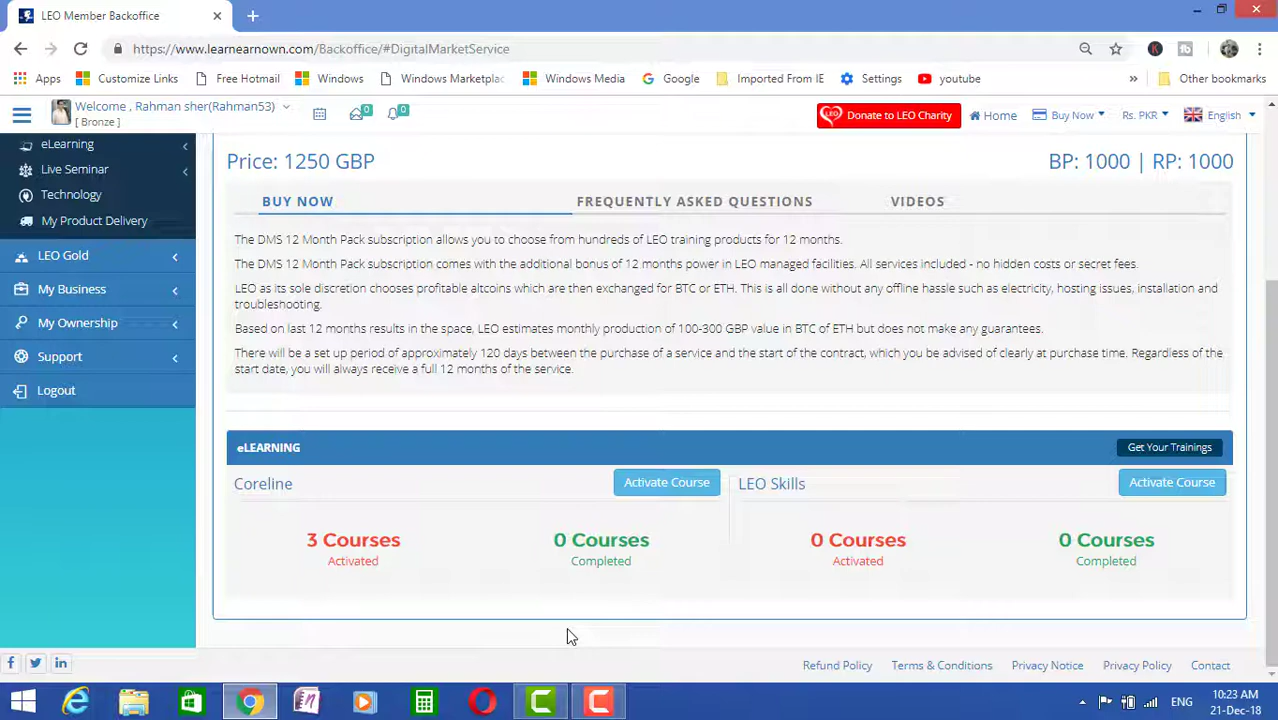 LEO Member Backoffice
https://www.learnearnown.com/Backoffice/#DigitalMarketService
Apps Customize Links Free Hotmail Windows Windows Marketplac Windows Media Google Imported From IE Settings youtube » Other bookmarks
Welcome , Rahman sher(Rahman53)
[ Bronze ]
0 0
LEO Donate to LEO Charity Home Buy Now Rs. PKR English
eLearning
Live Seminar
Technology
My Product Delivery
LEO Gold
My Business
My Ownership
Support
Logout
Price: 1250 GBP BP: 1000 | RP: 1000
BUY NOW FREQUENTLY ASKED QUESTIONS VIDEOS
The DMS 12 Month Pack subscription allows you to choose from hundreds of LEO training products for 12 months.
The DMS 12 Month Pack subscription comes with the additional bonus of 12 months power in LEO managed facilities. All services included - no hidden costs or secret fees.
LEO as its sole discretion chooses profitable altcoins which are then exchanged for BTC or ETH. This is all done without any offline hassle such as electricity, hosting issues, installation and
troubleshooting.
Based on last 12 months results in the space, LEO estimates monthly production of 100-300 GBP value in BTC of ETH but does not make any guarantees.
There will be a set up period of approximately 120 days between the purchase of a service and the start of the contract, which you be advised of clearly at purchase time. Regardless of the
start date, you will always receive a full 12 months of the service.
eLEARNING Get Your Trainings
Coreline Activate Course LEO Skills Activate Course
3 Courses 0 Courses 0 Courses 0 Courses
Activated Completed Activated Completed
Refund Policy Terms & Conditions Privacy Notice Privacy Policy Contact
ENG
10:23 AM
21-Dec-18